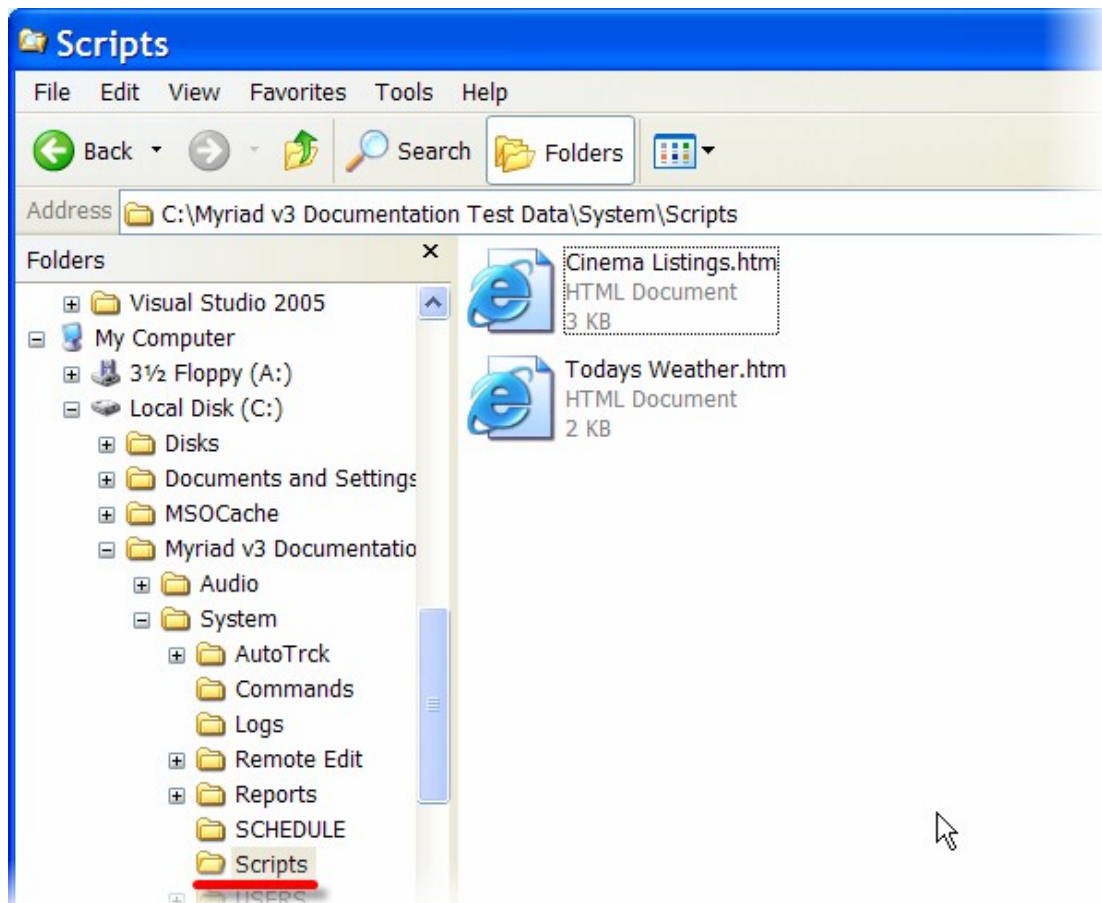 Scripts
File Edit View Favorites Tools Help
Back Search Folders
Address C:\Myriad v3 Documentation Test Data\System\Scripts
Folders
Visual Studio 2005
My Computer
3½ Floppy (A:)
Local Disk (C:)
Disks
Documents and Settings
MSOCache
Myriad v3 Documentatio
Audio
System
AutoTrck
Commands
Logs
Remote Edit
Reports
SCHEDULE
Scripts
USERS
Cinema Listings.htm
HTML Document
3 KB
Todays Weather.htm
HTML Document
2 KB